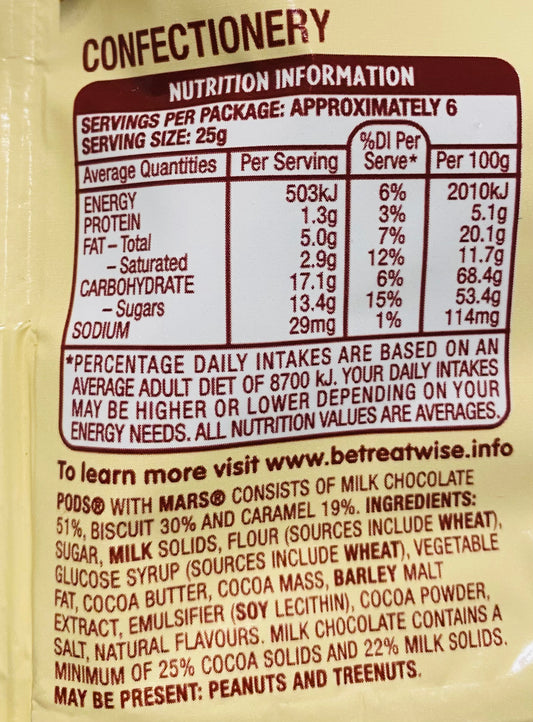 CONFECTIONERY
NUTRITION INFORMATION
SERVINGS PER PACKAGE: APPROXIMATELY 6
SERVING SIZE: 25g
Average Quantities Per Serving %DI Per Serve* Per 100g
ENERGY 503kJ 6% 2010kJ
PROTEIN 1.3g 3% 5.1g
FAT – Total 5.0g 7% 20.1g
– Saturated 2.9g 12% 11.7g
CARBOHYDRATE 17.1g 6% 68.4g
– Sugars 13.4g 15% 53.4g
SODIUM 29mg 1% 114mg
*PERCENTAGE DAILY INTAKES ARE BASED ON AN
AVERAGE ADULT DIET OF 8700 kJ. YOUR DAILY INTAKES
MAY BE HIGHER OR LOWER DEPENDING ON YOUR
ENERGY NEEDS. ALL NUTRITION VALUES ARE AVERAGES.
To learn more visit www.betreatwise.info
PODS® WITH MARS® CONSISTS OF MILK CHOCOLATE
51%, BISCUIT 30% AND CARAMEL 19%. INGREDIENTS:
SUGAR, MILK SOLIDS, FLOUR (SOURCES INCLUDE WHEAT),
GLUCOSE SYRUP (SOURCES INCLUDE WHEAT), VEGETABLE
FAT, COCOA BUTTER, COCOA MASS, BARLEY MALT
EXTRACT, EMULSIFIER (SOY LECITHIN), COCOA POWDER,
SALT, NATURAL FLAVOURS. MILK CHOCOLATE CONTAINS A
MINIMUM OF 25% COCOA SOLIDS AND 22% MILK SOLIDS.
MAY BE PRESENT: PEANUTS AND TREENUTS.